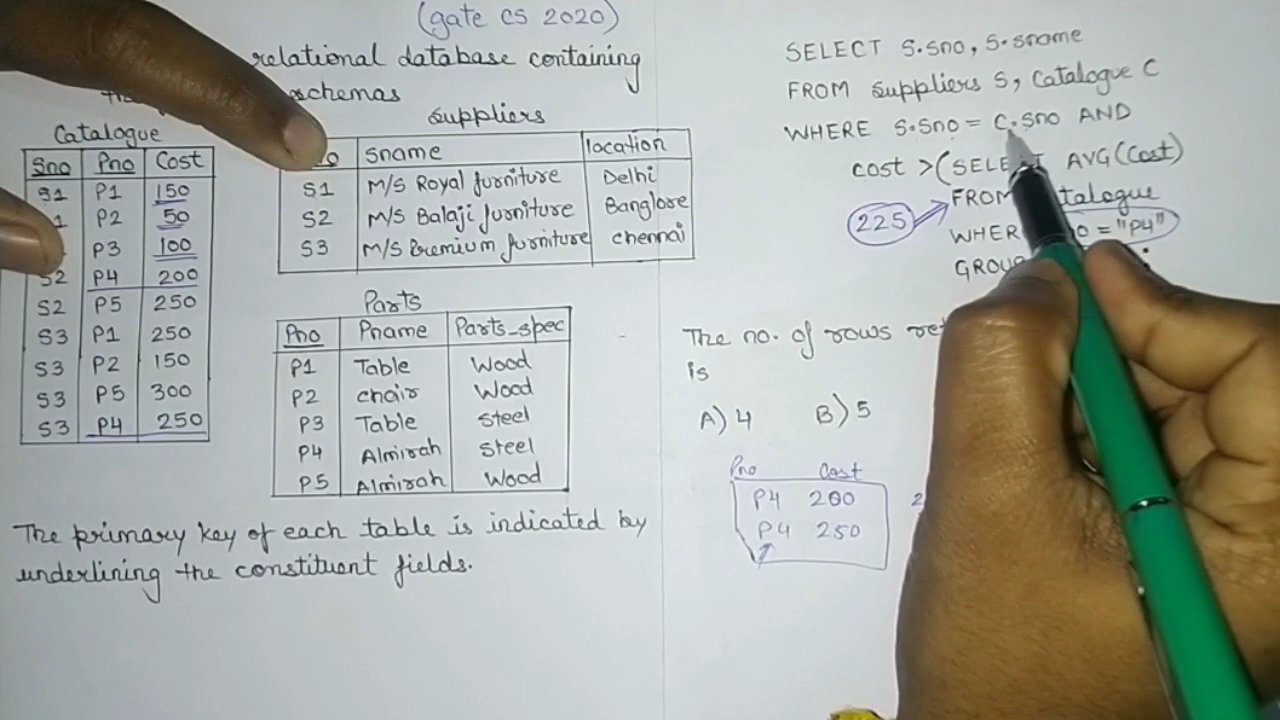 (gate CS 2020)
relational database containing
schemas
Catalogue
Sno Pno Cost
S1 P1 150
1 P2 50
P3 100
S2 P4 200
S2 P5 250
S3 P1 250
S3 P2 150
S3 P5 300
S3 P4 250
Suppliers
sname location
S1 M/S Royal furniture Delhi
S2 M/S Balaji furniture Banglore
S3 M/S Premium furniture chennai
Parts
Pno Pname Parts-spec
P1 Table Wood
P2 chair Wood
P3 Table Steel
P4 Almirah Steel
P5 Almirah Wood
The primary key of each table is indicated by
underlining the constituent fields.
SELECT S.Sno, S.sname
FROM Suppliers S, Catalogue C
WHERE S.Sno = C.Sno AND
cost > (SELECT AVG(Cost)
225 FROM talogue
WHER o = "P4"
GROU
The no. of rows ret
is
A) 4 B) 5
Pno Cost
P4 200
P4 250